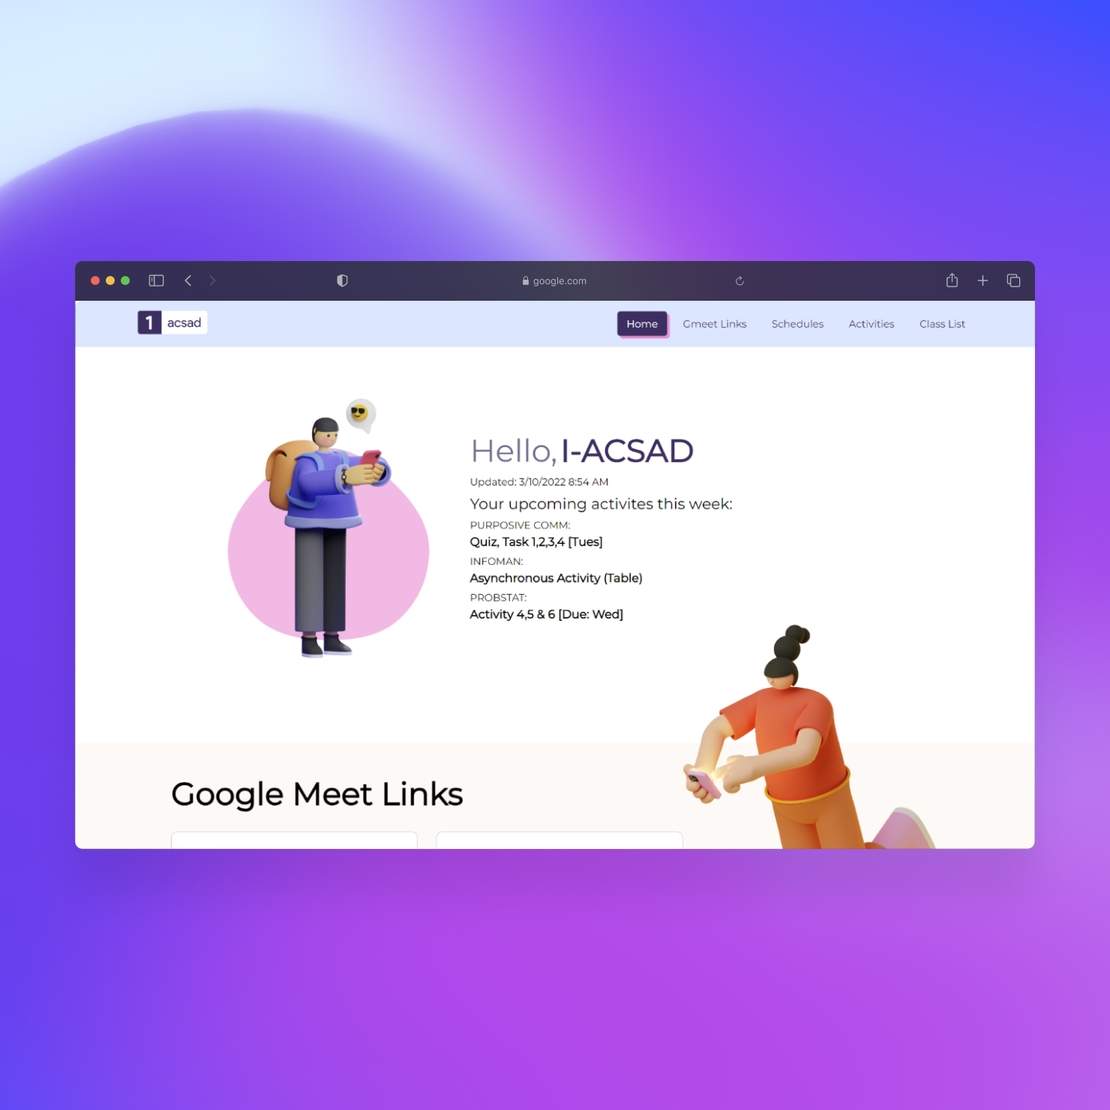 google.com
1 acsad
Home Gmeet Links Schedules Activities Class List
Hello, I-ACSAD
Updated: 3/10/2022 8:54 AM
Your upcoming activites this week:
PURPOSIVE COMM:
Quiz, Task 1,2,3,4 [Tues]
INFOMAN:
Asynchronous Activity (Table)
PROBSTAT:
Activity 4,5 & 6 [Due: Wed]
Google Meet Links